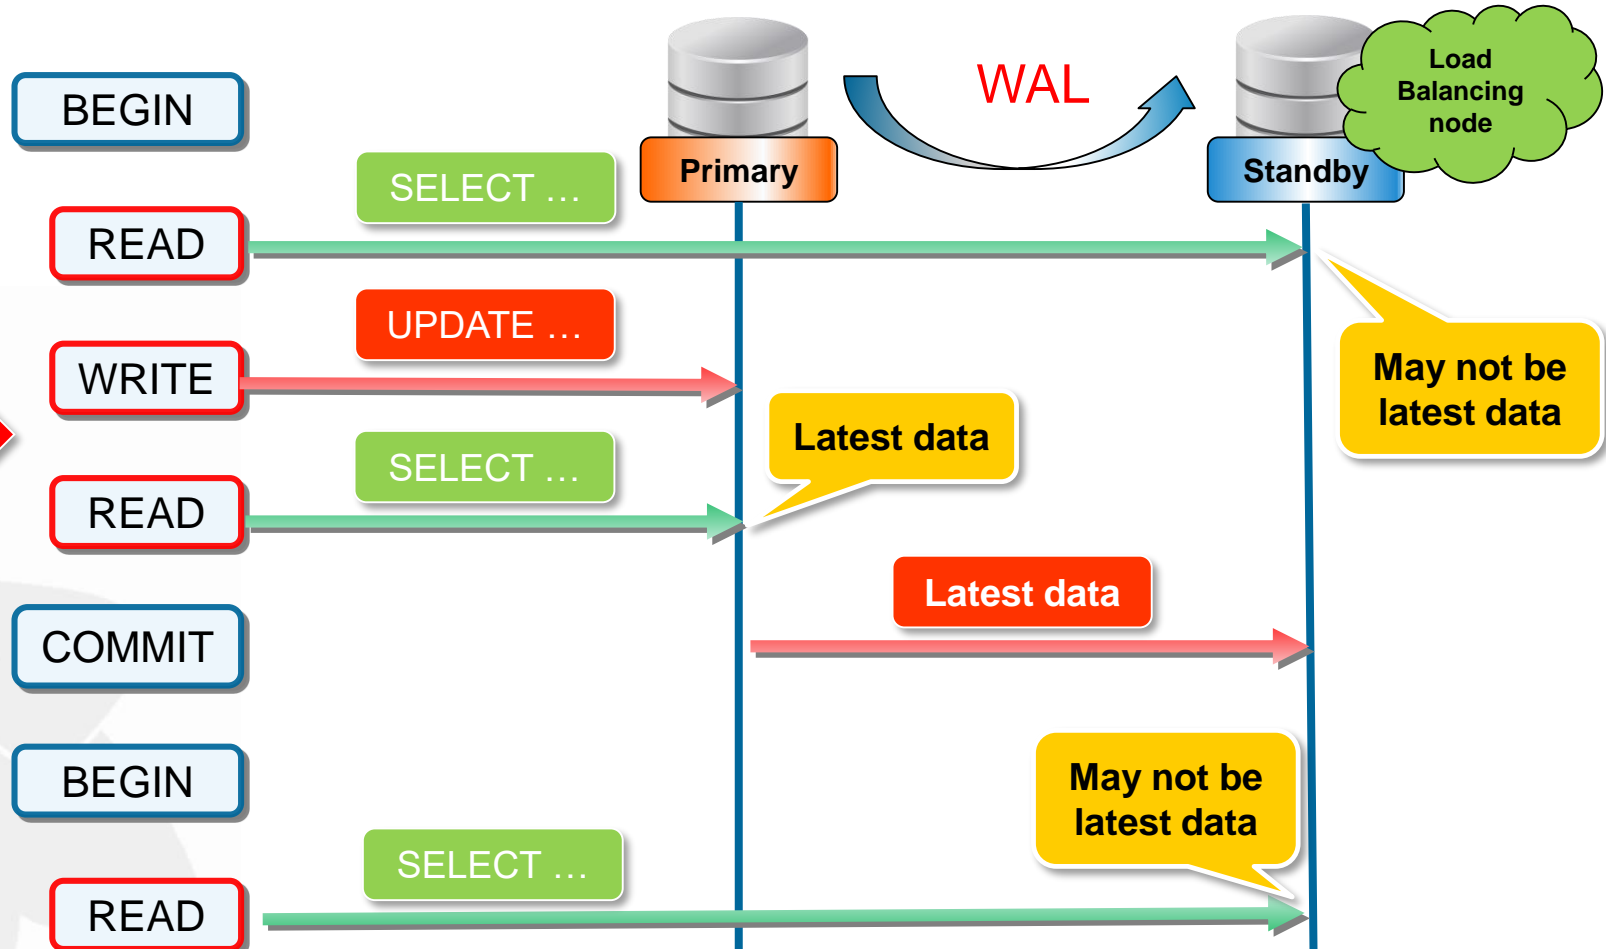 WAL
Load
Balancing
node
BEGIN
Primary
Standby
SELECT …
READ
UPDATE …
WRITE
May not be
latest data
Latest data
SELECT …
READ
Latest data
COMMIT
BEGIN
May not be
latest data
SELECT …
READ